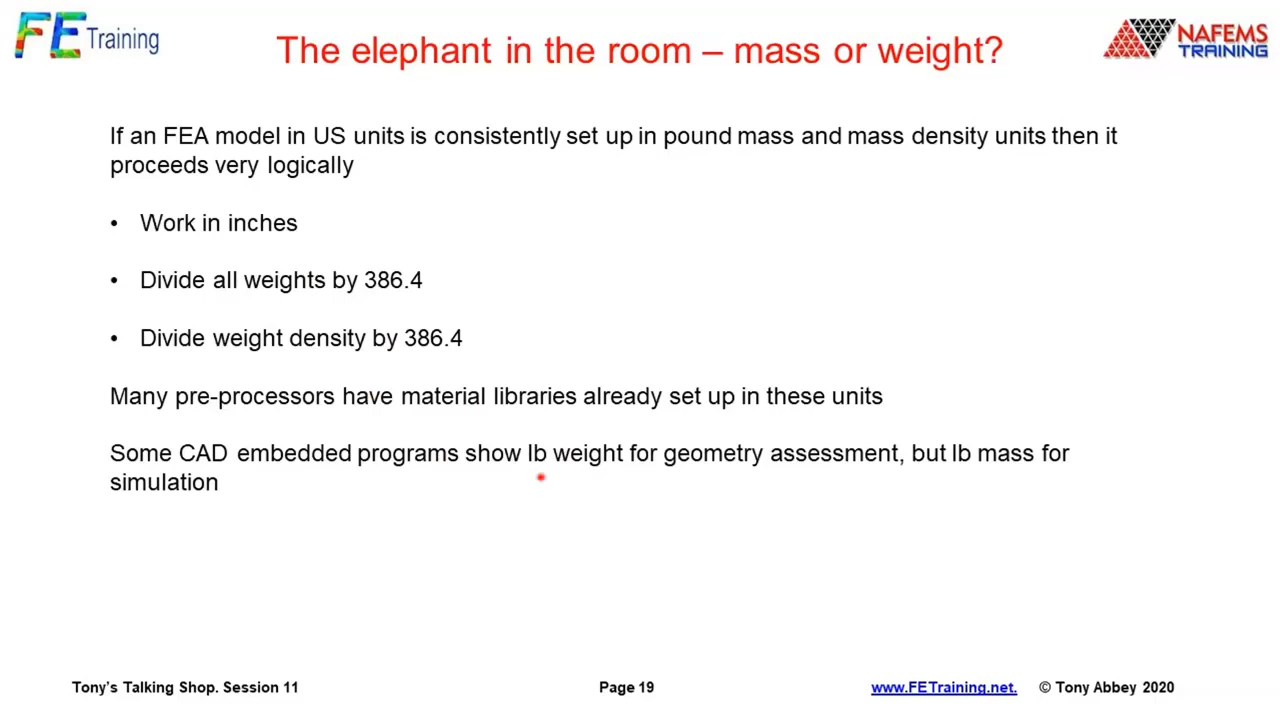 FE Training
The elephant in the room – mass or weight?
NAFEMS
TRAINING
If an FEA model in US units is consistently set up in pound mass and mass density units then it
proceeds very logically
• Work in inches
• Divide all weights by 386.4
• Divide weight density by 386.4
Many pre-processors have material libraries already set up in these units
Some CAD embedded programs show lb weight for geometry assessment, but lb mass for
simulation
Tony's Talking Shop. Session 11
Page 19
www.FETraining.net. © Tony Abbey 2020